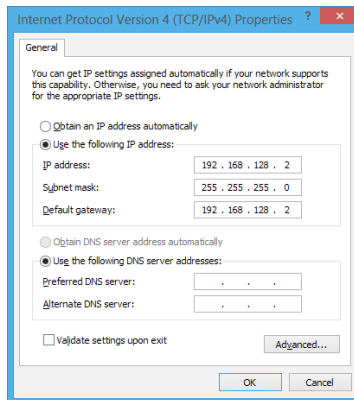 Internet Protocol Version 4 (TCP/IPv4) Properties ? ×
General
You can get IP settings assigned automatically if your network supports
this capability. Otherwise, you need to ask your network administrator
for the appropriate IP settings.
Obtain an IP address automatically
Use the following IP address:
IP address: 192 . 168 . 128 . 2
Subnet mask: 255 . 255 . 255 . 0
Default gateway: 192 . 168 . 128 . 2
Obtain DNS server address automatically
Use the following DNS server addresses:
Preferred DNS server: . . .
Alternate DNS server: . . .
Validate settings upon exit
Advanced...
OK Cancel